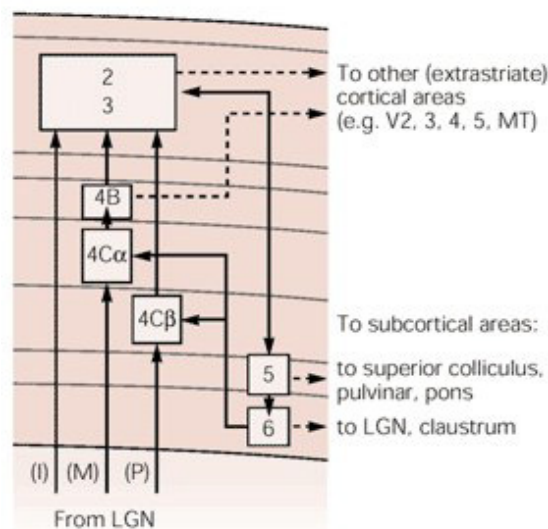 2
3
To other (extrastriate)
cortical areas
(e.g. V2, 3, 4, 5, MT)
4B
4Cα
4Cβ
To subcortical areas:
5
to superior colliculus,
pulvinar, pons
6
to LGN, claustrum
(I) (M) (P)
From LGN